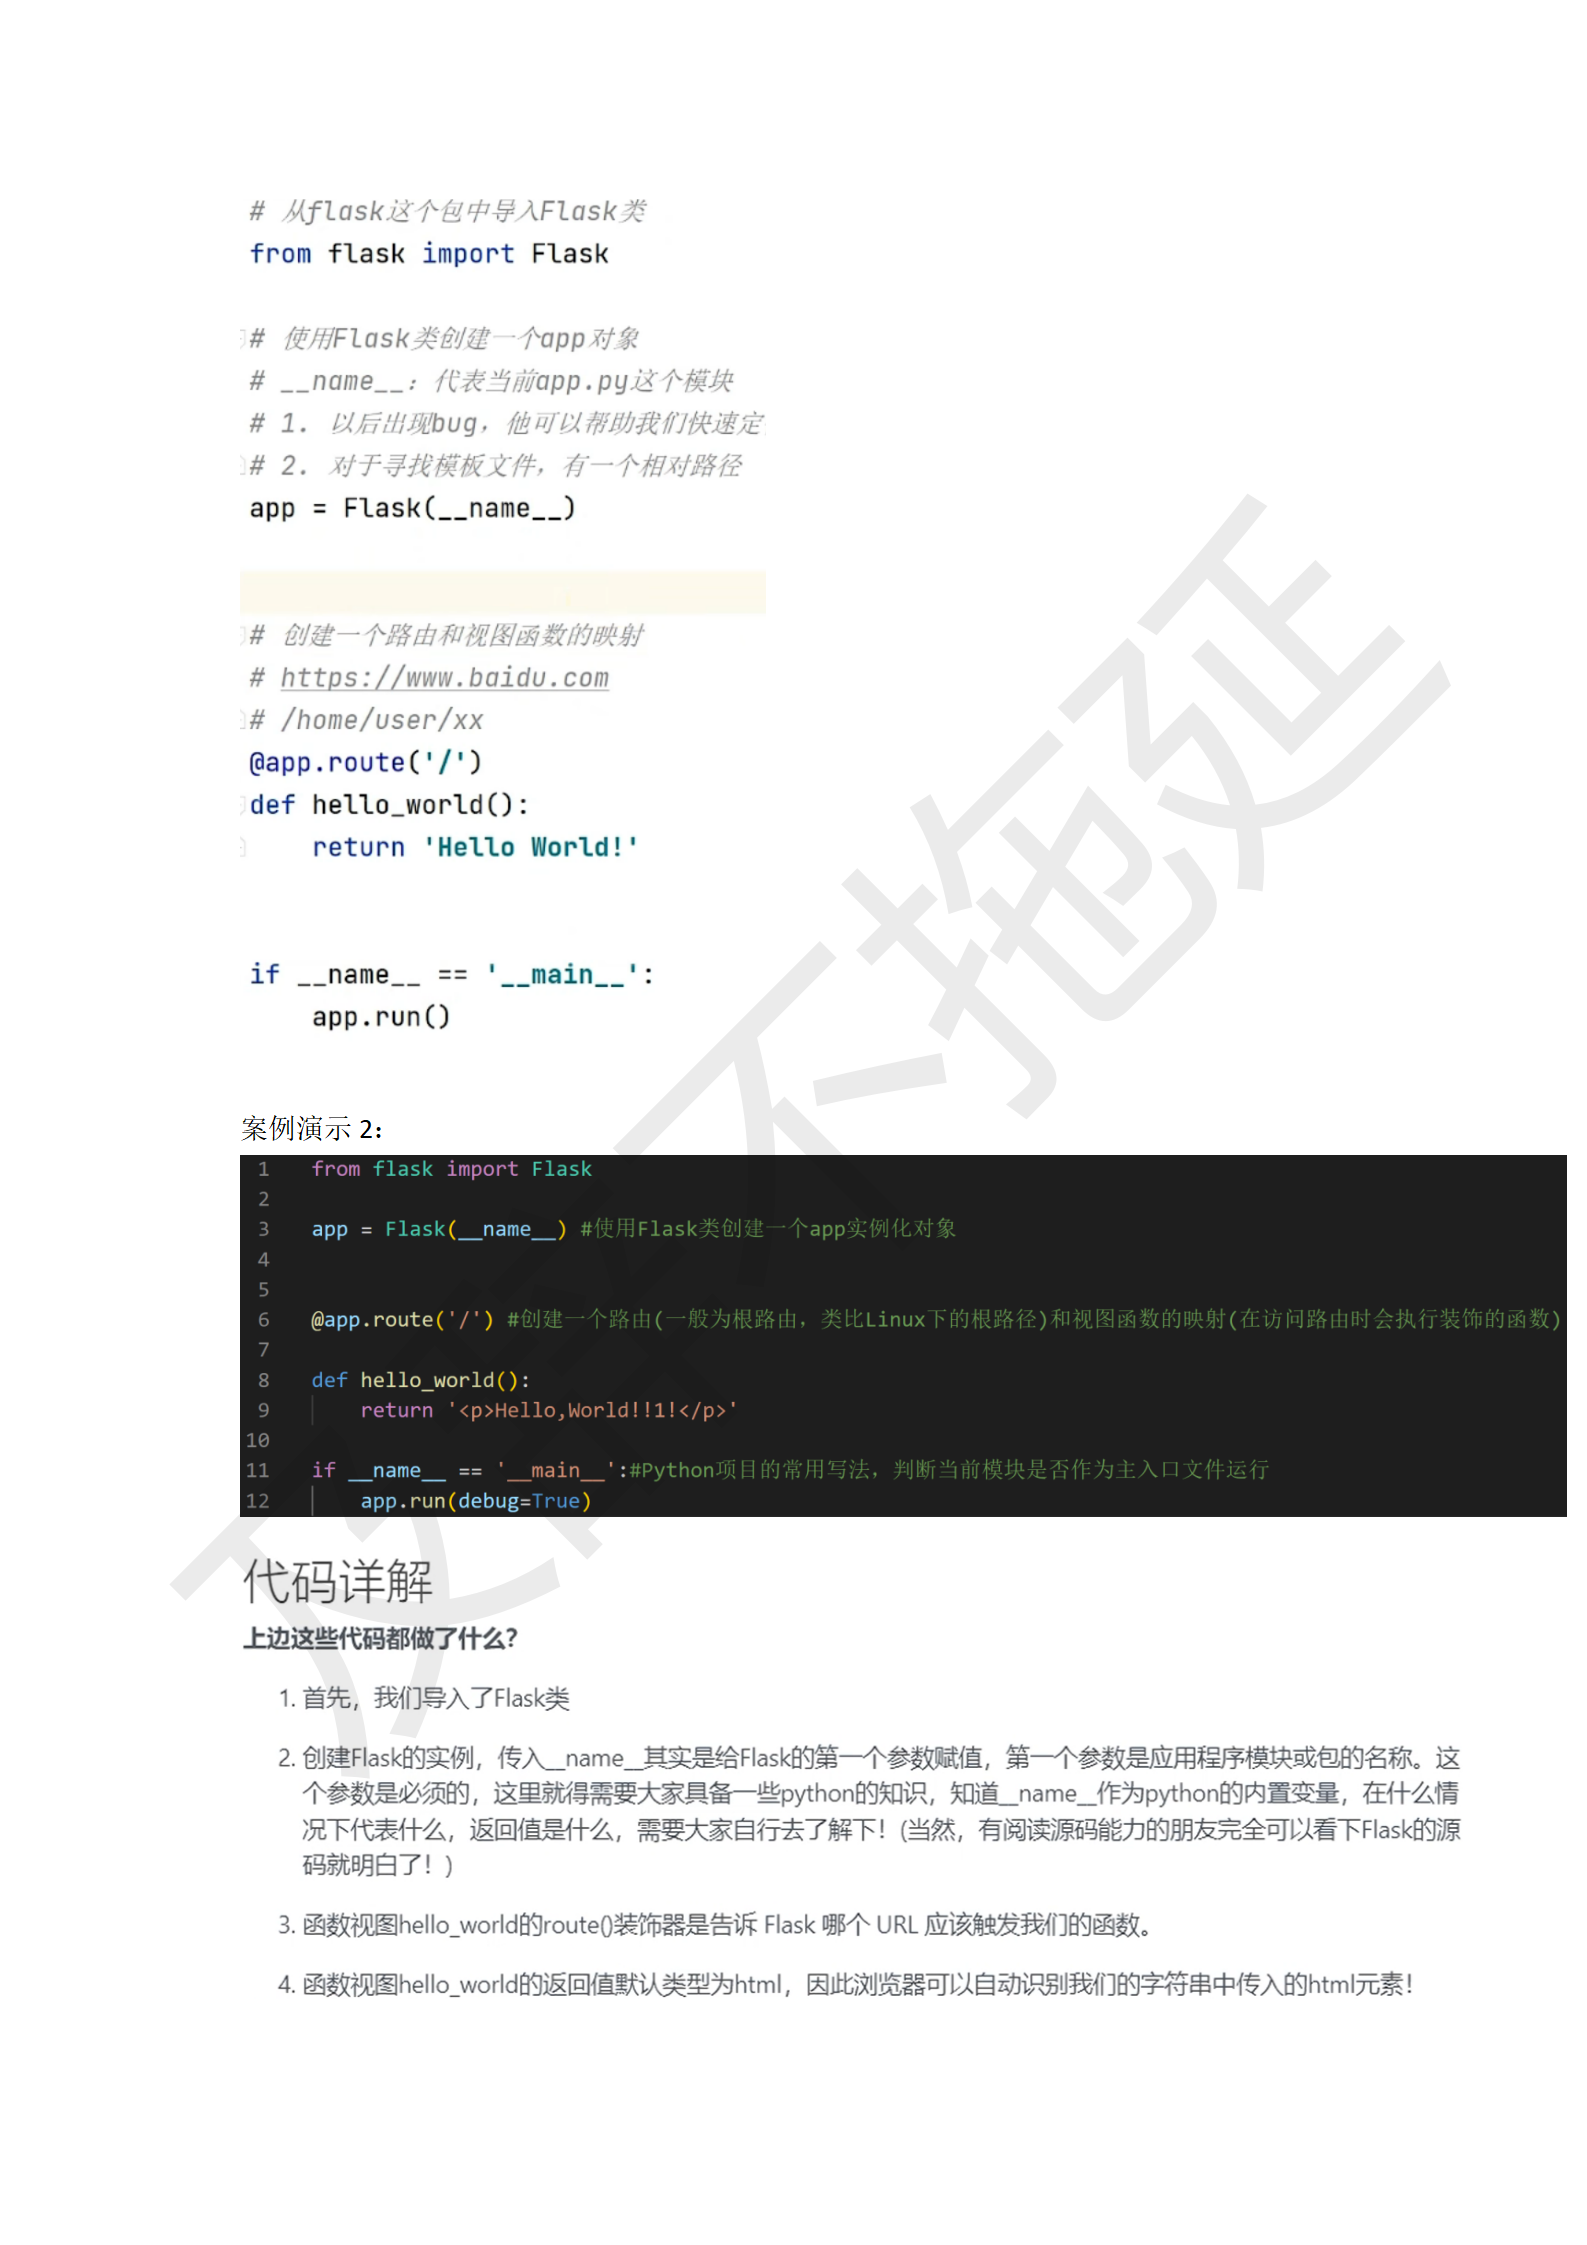 # 从flask这个包中导入Flask类
from flask import Flask
# 使用Flask类创建一个app对象
# __name__：代表当前app.py这个模块
# 1. 以后出现bug，他可以帮助我们快速定
# 2. 对于寻找模板文件，有一个相对路径
app = Flask(__name__)
# 创建一个路由和视图函数的映射
# https://www.baidu.com
# /home/user/xx
@app.route('/')
def hello_world():
    return 'Hello World!'
if __name__ == '__main__':
    app.run()
案例演示 2：
1 from flask import Flask
2
3 app = Flask(__name__) #使用Flask类创建一个app实例化对象
4
5
6 @app.route('/') #创建一个路由(一般为根路由，类比Linux下的根路径)和视图函数的映射(在访问路由时会执行装饰的函数)
7
8 def hello_world():
9     return '<p>Hello,World!!1!</p>'
10
11 if __name__ == '__main__':#Python项目的常用写法，判断当前模块是否作为主入口文件运行
12     app.run(debug=True)
代码详解
上边这些代码都做了什么？
1. 首先，我们导入了Flask类
2. 创建Flask的实例，传入__name__其实是给Flask的第一个参数赋值，第一个参数是应用程序模块或包的名称。这
个参数是必须的，这里就得需要大家具备一些python的知识，知道__name__作为python的内置变量，在什么情
况下代表什么，返回值是什么，需要大家自行去了解下！(当然，有阅读源码能力的朋友完全可以看下Flask的源
码就明白了！)
3. 函数视图hello_world的route()装饰器是告诉 Flask 哪个 URL 应该触发我们的函数。
4. 函数视图hello_world的返回值默认类型为html，因此浏览器可以自动识别我们的字符串中传入的html元素！
不拖延